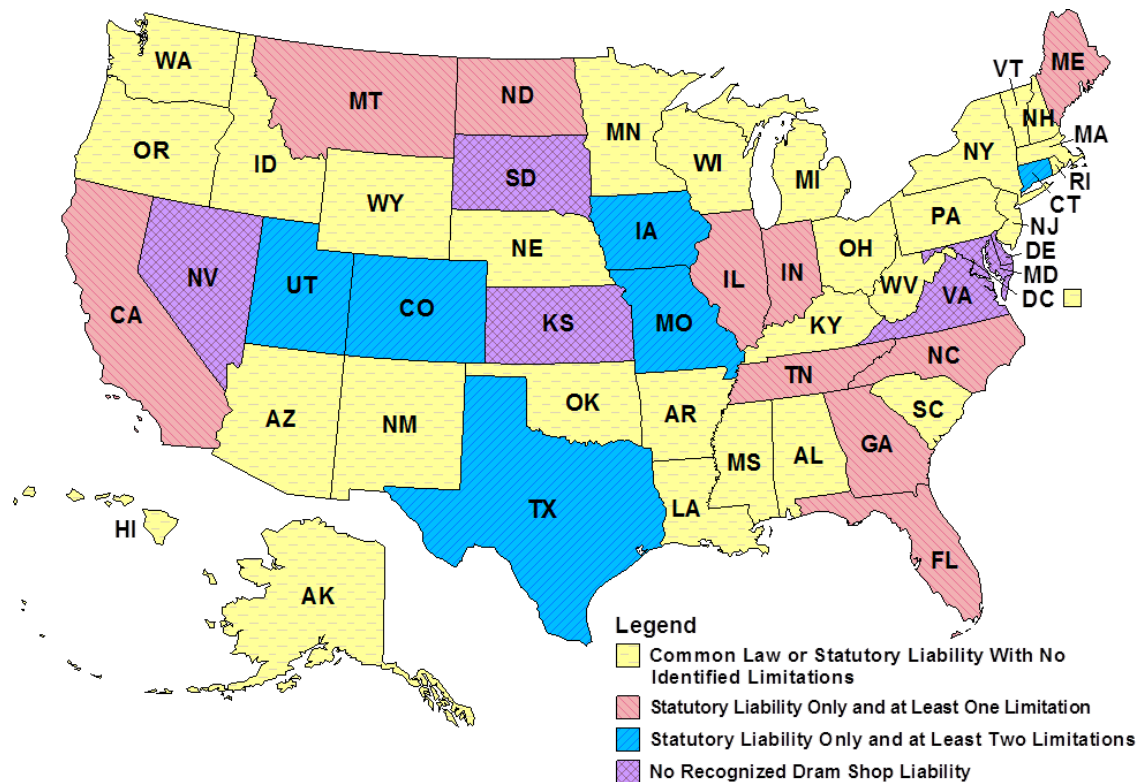 WA
MT
ND
MN
VT
ME
NH
MA
OR
ID
SD
WI
NY
MI
RI
WY
CT
IA
PA
NJ
NE
OH
DE
NV
UT
IL
IN
MD
CO
WV
VA
DC
CA
KS
MO
KY
NC
TN
OK
AZ
NM
AR
SC
MS
AL
GA
TX
LA
HI
FL
AK
Legend
Common Law or Statutory Liability With No
Identified Limitations
Statutory Liability Only and at Least One Limitation
Statutory Liability Only and at Least Two Limitations
No Recognized Dram Shop Liability